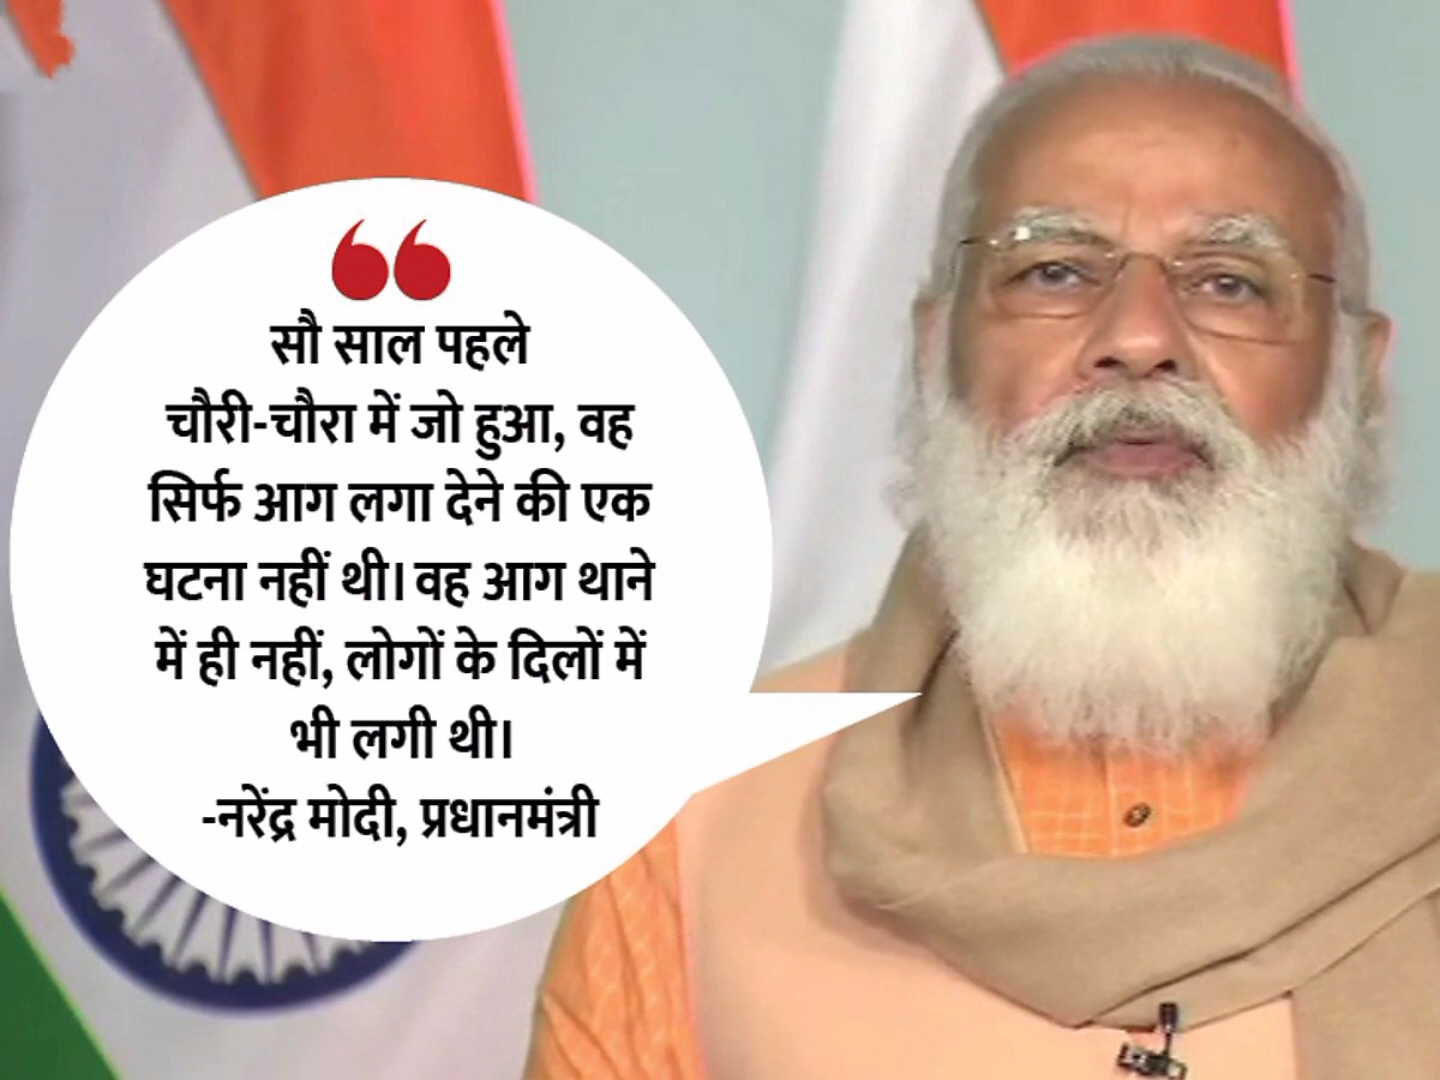 सौ साल पहले
चौरी-चौरा में जो हुआ, वह
सिर्फ आग लगा देने की एक
घटना नहीं थी। वह आग थाने
में ही नहीं, लोगों के दिलों में
भी लगी थी।
-नरेंद्र मोदी, प्रधानमंत्री